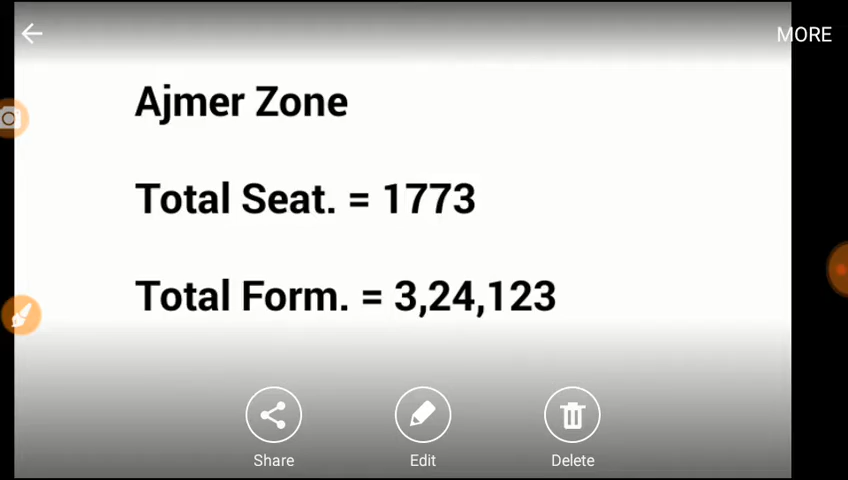 MORE
Ajmer Zone
Total Seat. = 1773
Total Form. = 3,24,123
Share Edit Delete